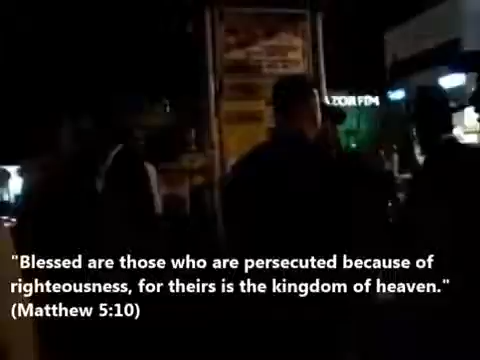 AZORFIM
"Blessed are those who are persecuted because of
righteousness, for theirs is the kingdom of heaven."
(Matthew 5:10)